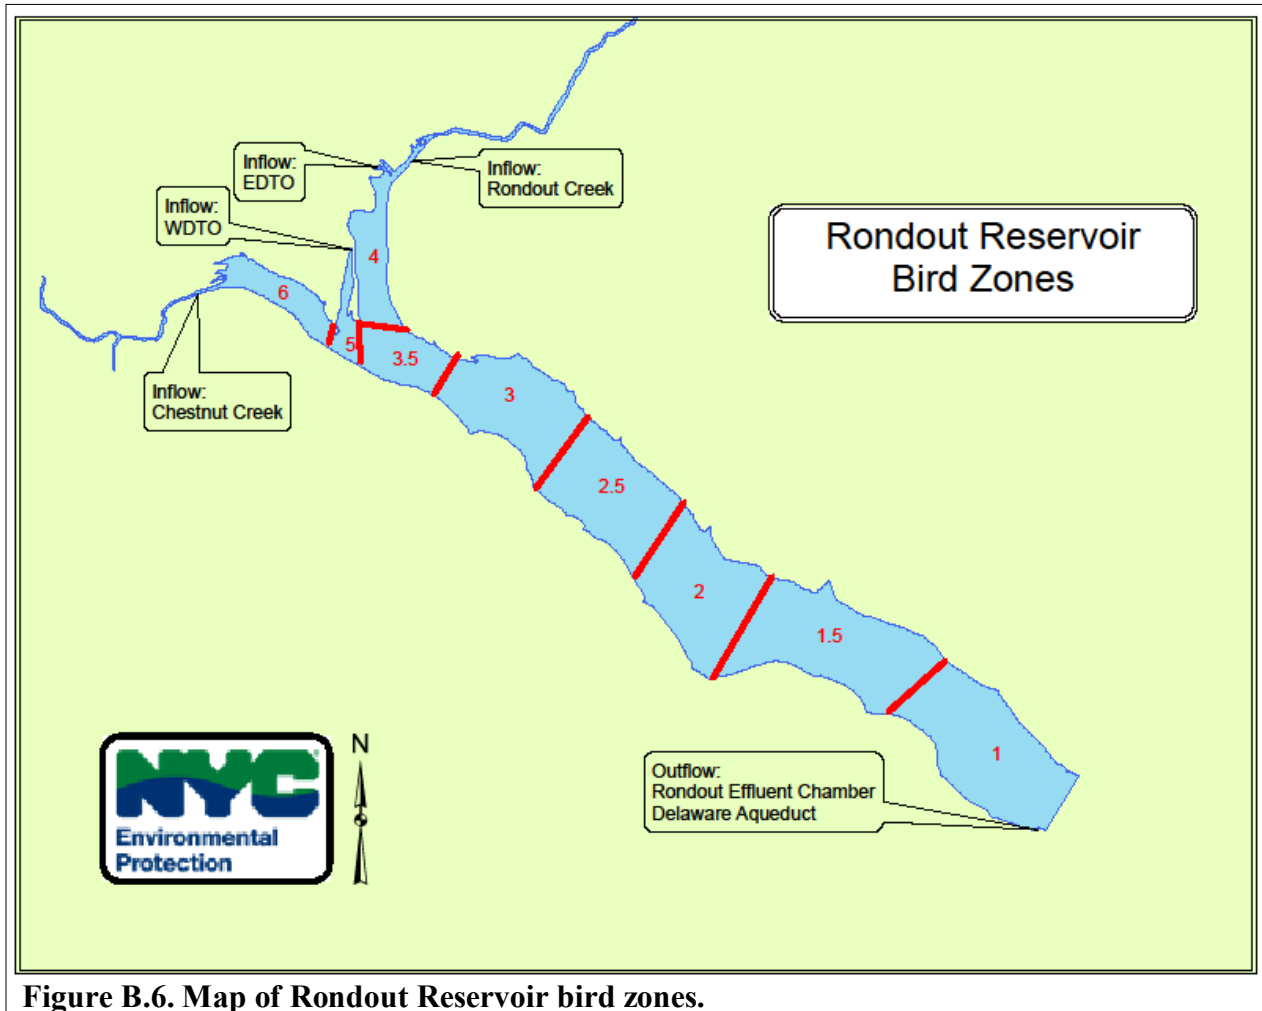 Inflow:
EDTO
Inflow:
Rondout Creek
Inflow:
WDTO
Rondout Reservoir
Bird Zones
4
6
5
3.5
Inflow:
Chestnut Creek
3
2.5
2
1.5
1
Outflow:
Rondout Effluent Chamber
Delaware Aqueduct
N
NYC
Environmental
Protection
Figure B.6. Map of Rondout Reservoir bird zones.